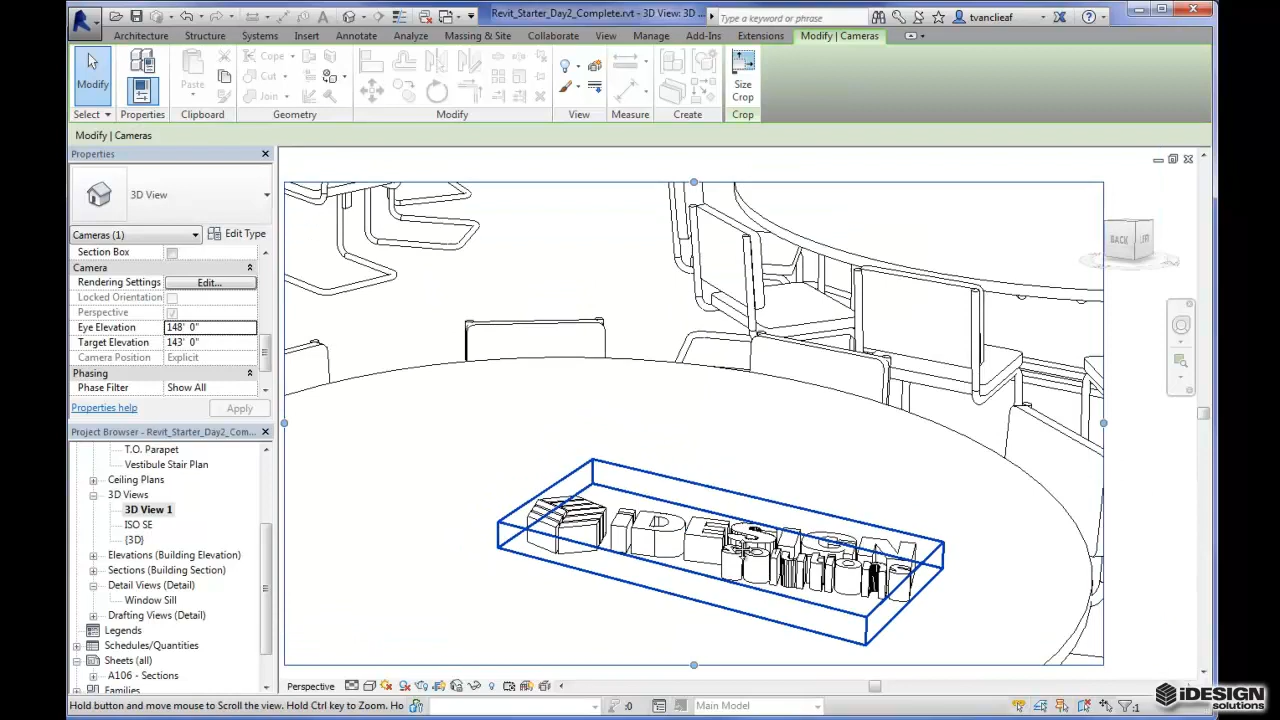 Revit_Starter_Day2_Complete.rvt - 3D View: 3D ...
Type a keyword or phrase
tvanclieaf
Architecture Structure Systems Insert Annotate Analyze Massing & Site Collaborate View Manage Add-Ins Extensions Modify | Cameras
Modify
Paste
Cope
Cut
Join
Size
Crop
Select Properties Clipboard Geometry Modify View Measure Create Crop
Modify | Cameras
Properties
3D View
Cameras (1) Edit Type
Section Box
Camera
Rendering Settings Edit...
Locked Orientation
Perspective
Eye Elevation 148' 0"
Target Elevation 143' 0"
Camera Position Explicit
Phasing
Phase Filter Show All
Properties help Apply
Project Browser - Revit_Starter_Day2_Com...
T.O. Parapet
Vestibule Stair Plan
Ceiling Plans
3D Views
3D View 1
ISO SE
{3D}
Elevations (Building Elevation)
Sections (Building Section)
Detail Views (Detail)
Window Sill
Drafting Views (Detail)
Legends
Schedules/Quantities
Sheets (all)
A106 - Sections
Families
BACK
IDESIGN
Solutions
Perspective
Hold button and move mouse to Scroll the view. Hold Ctrl key to Zoom. Ho
:0
Main Model
:1
iDESIGN
solutions